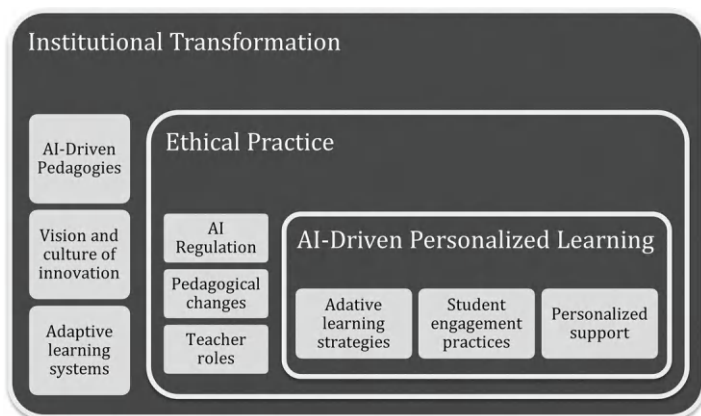 Institutional Transformation
AI-Driven
Pedagogies
Vision and
culture of
innovation
Adaptive
learning
systems
Ethical Practice
AI
Regulation
Pedagogical
changes
Teacher
roles
AI-Driven Personalized Learning
Adative
learning
strategies
Student
engagement
practices
Personalized
support